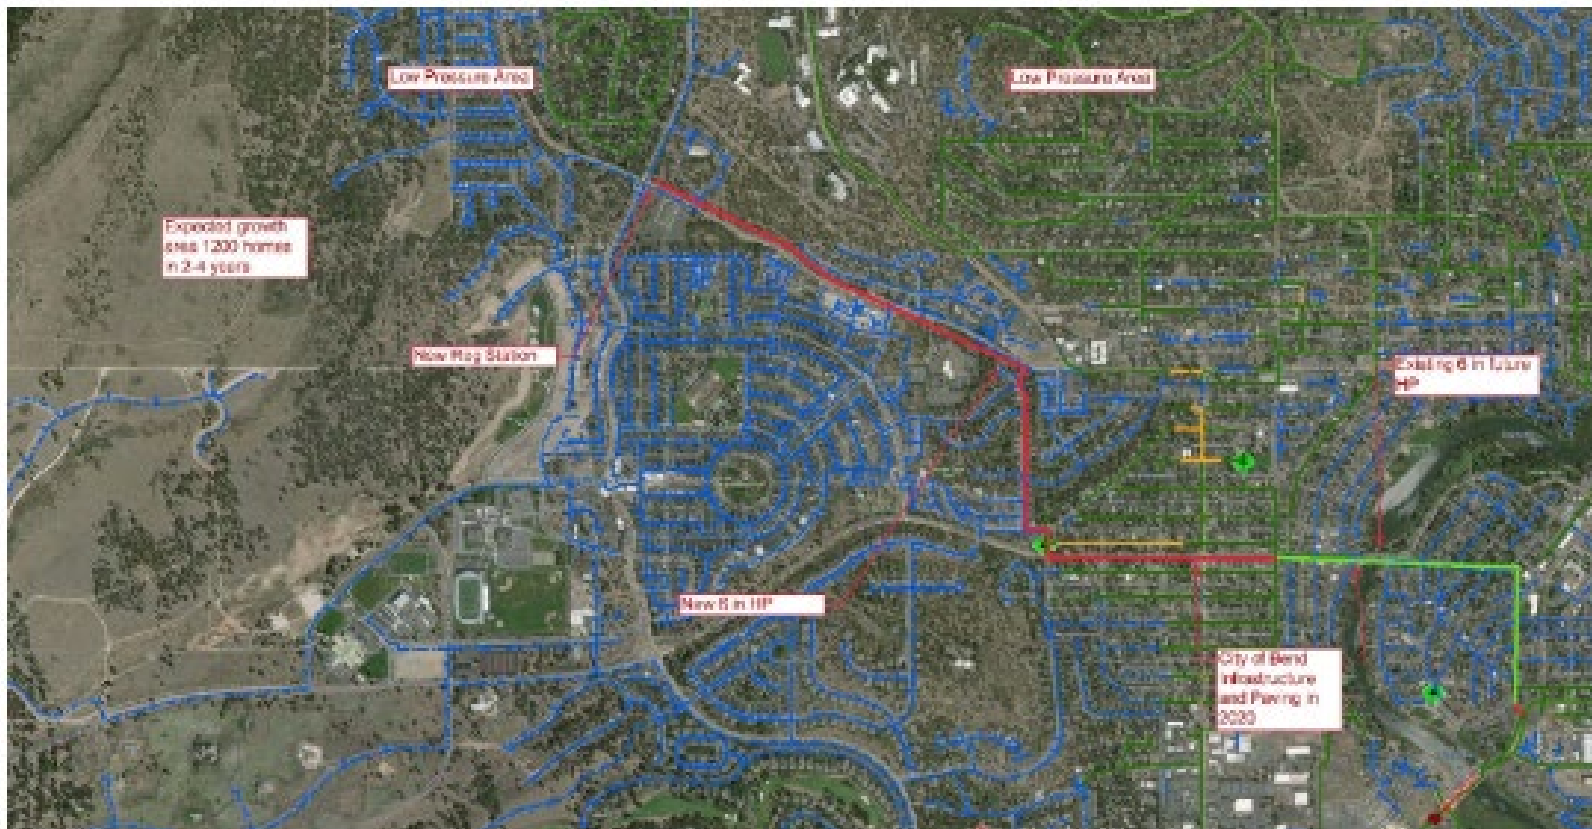 Low Pressure Area
Low Pressure Area
Expected growth
area 1200 homes
in 2-4 years
New Reg Station
Existing 6 in future
HP
New 6 in HP
City of Bend
Infrastructure
and Paving in
2020